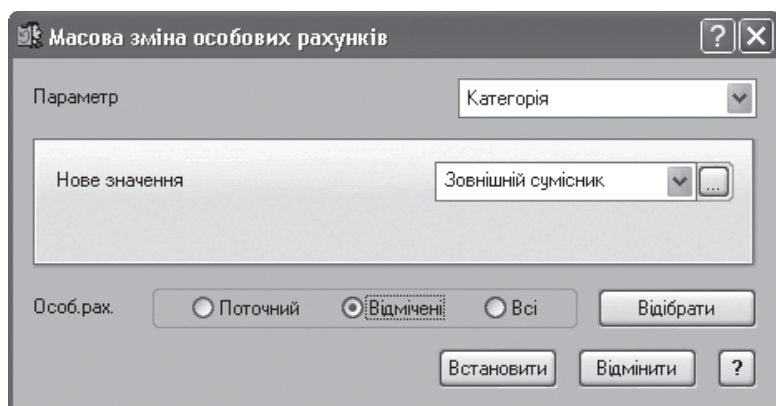 Масова зміна особових рахунків
Параметр Категорія
Нове значення Зовнішній сумісник ...
Особ.рах. Поточний Відмічені Всі Відібрати
Встановити Відмінити ?